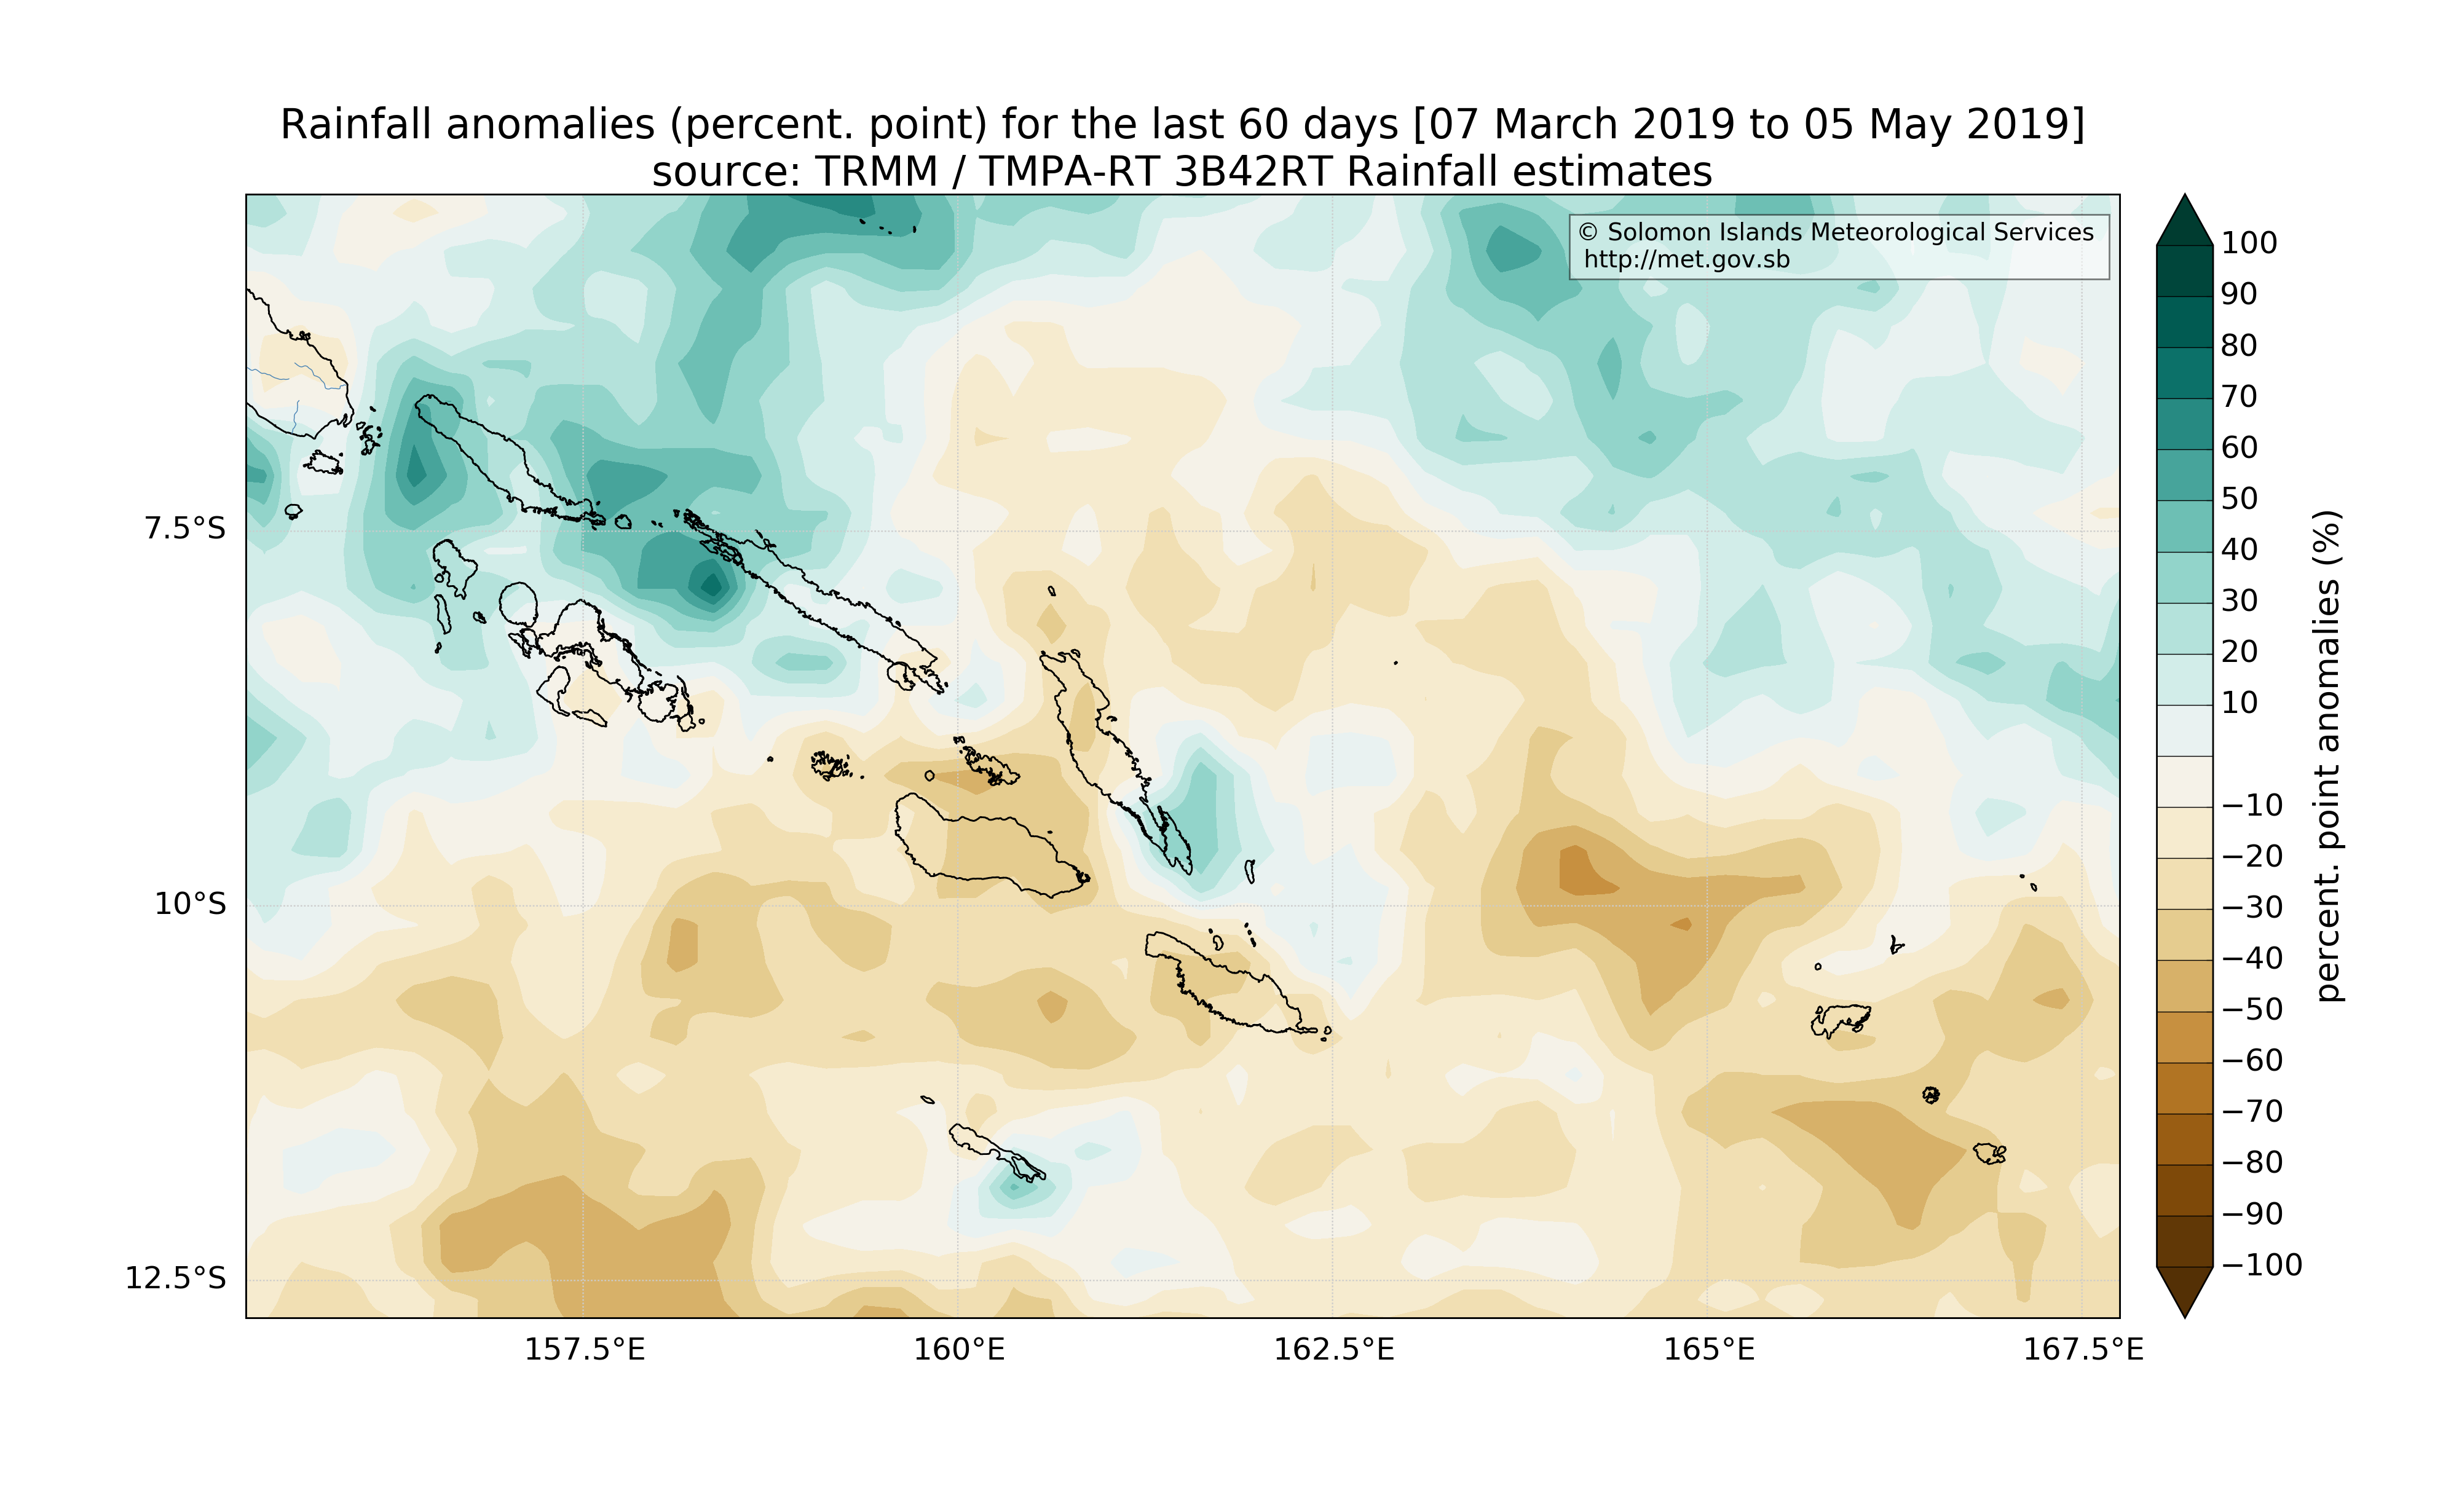 Rainfall anomalies (percent. point) for the last 60 days [07 March 2019 to 05 May 2019]
source: TRMM / TMPA-RT 3B42RT Rainfall estimates
© Solomon Islands Meteorological Services
http://met.gov.sb
7.5°S
10°S
12.5°S
157.5°E
160°E
162.5°E
165°E
167.5°E
100
90
80
70
60
50
40
30
20
10
−10
−20
−30
−40
−50
−60
−70
−80
−90
−100
percent. point anomalies (%)